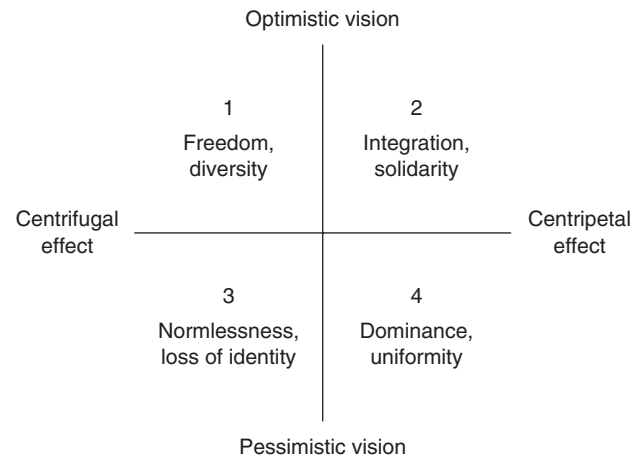 Optimistic vision
1
Freedom,
diversity
2
Integration,
solidarity
Centrifugal
effect
Centripetal
effect
3
Normlessness,
loss of identity
4
Dominance,
uniformity
Pessimistic vision